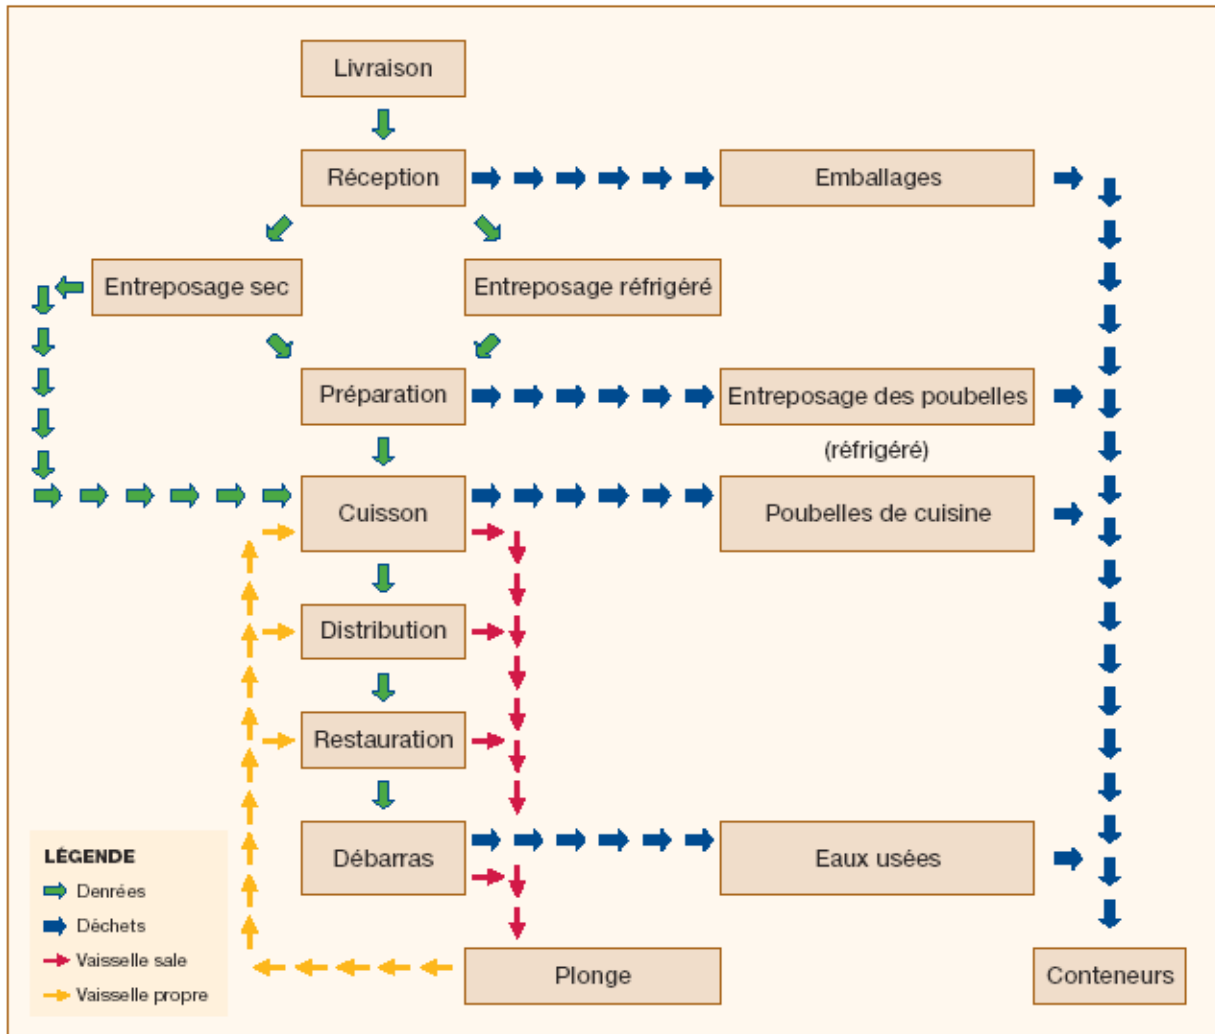 Livraison
Réception
Emballages
Entreposage sec
Entreposage réfrigéré
Préparation
Entreposage des poubelles
(réfrigéré)
Cuisson
Poubelles de cuisine
Distribution
Restauration
Débarras
Eaux usées
Plonge
Conteneurs
LÉGENDE
Denrées
Déchets
Vaisselle sale
Vaisselle propre